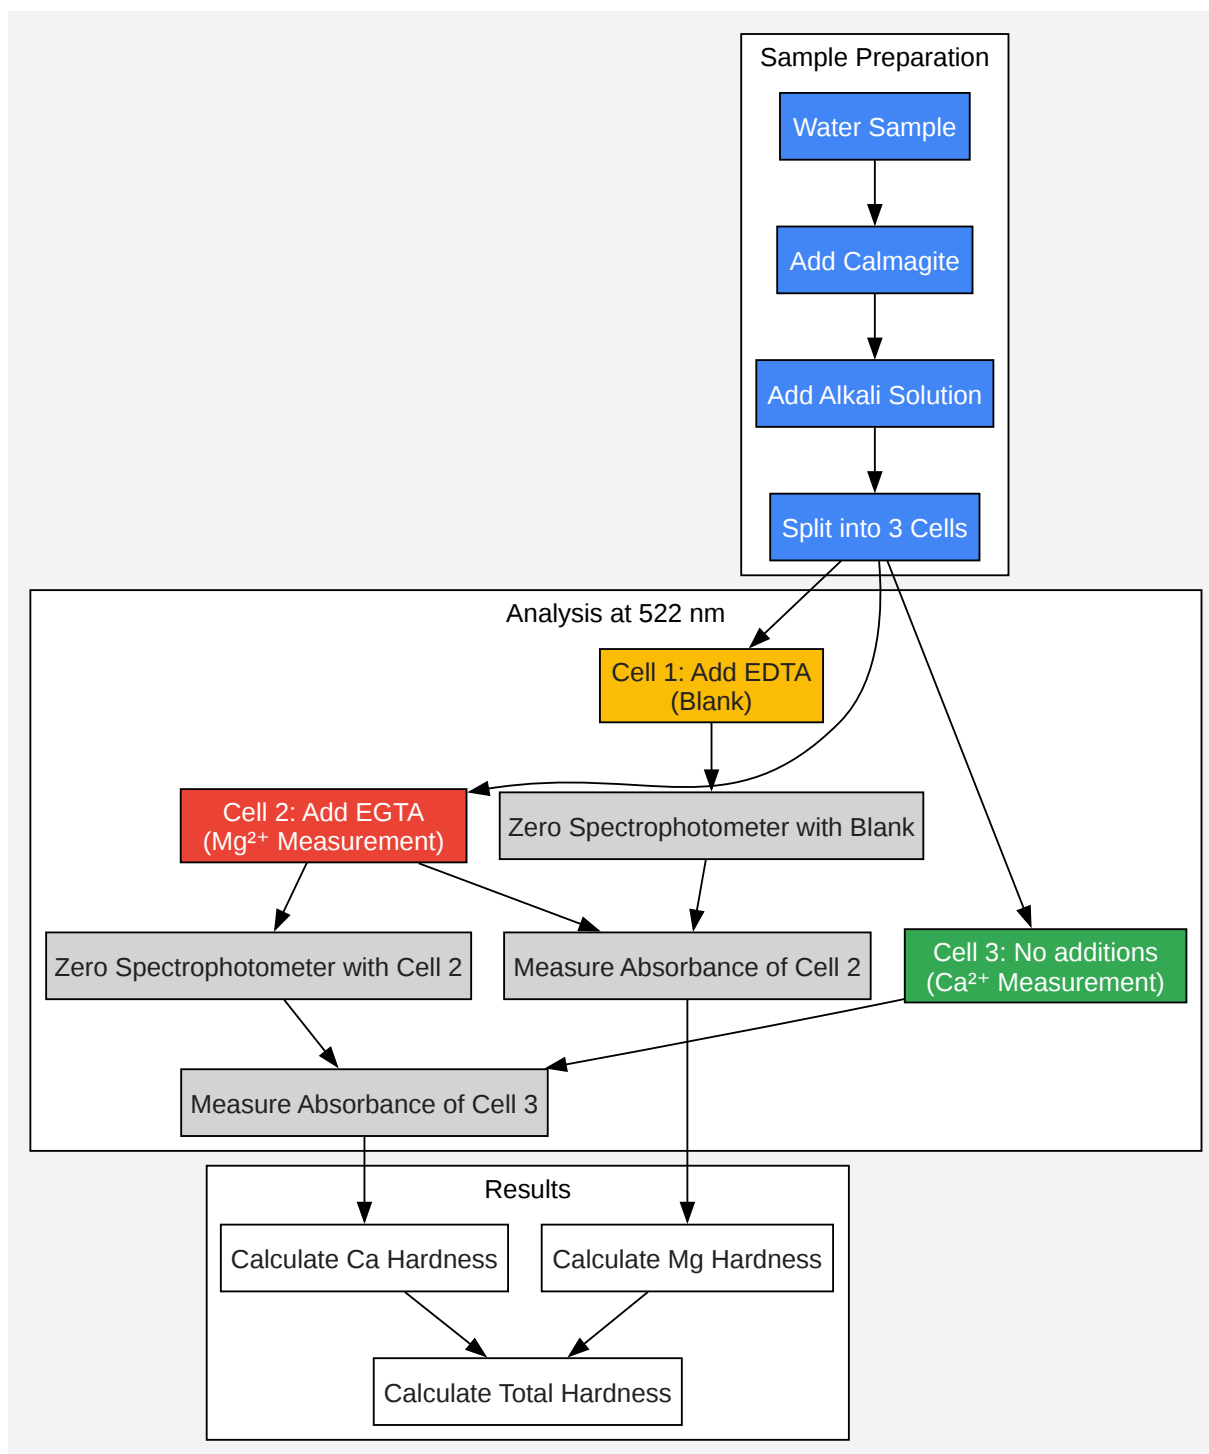 Sample Preparation
Water Sample
Add Calmagite
Add Alkali Solution
Split into 3 Cells
Analysis at 522 nm
Cell 1: Add EDTA
(Blank)
Cell 2: Add EGTA
(Mg²⁺ Measurement)
Zero Spectrophotometer with Blank
Zero Spectrophotometer with Cell 2
Measure Absorbance of Cell 2
Cell 3: No additions
(Ca²⁺ Measurement)
Measure Absorbance of Cell 3
Results
Calculate Ca Hardness
Calculate Mg Hardness
Calculate Total Hardness